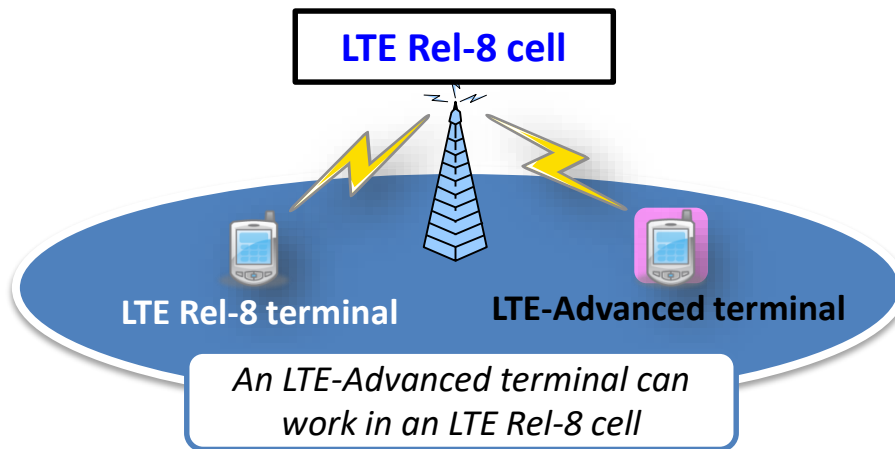 LTE Rel-8 cell
LTE Rel-8 terminal
LTE-Advanced terminal
An LTE-Advanced terminal can
work in an LTE Rel-8 cell